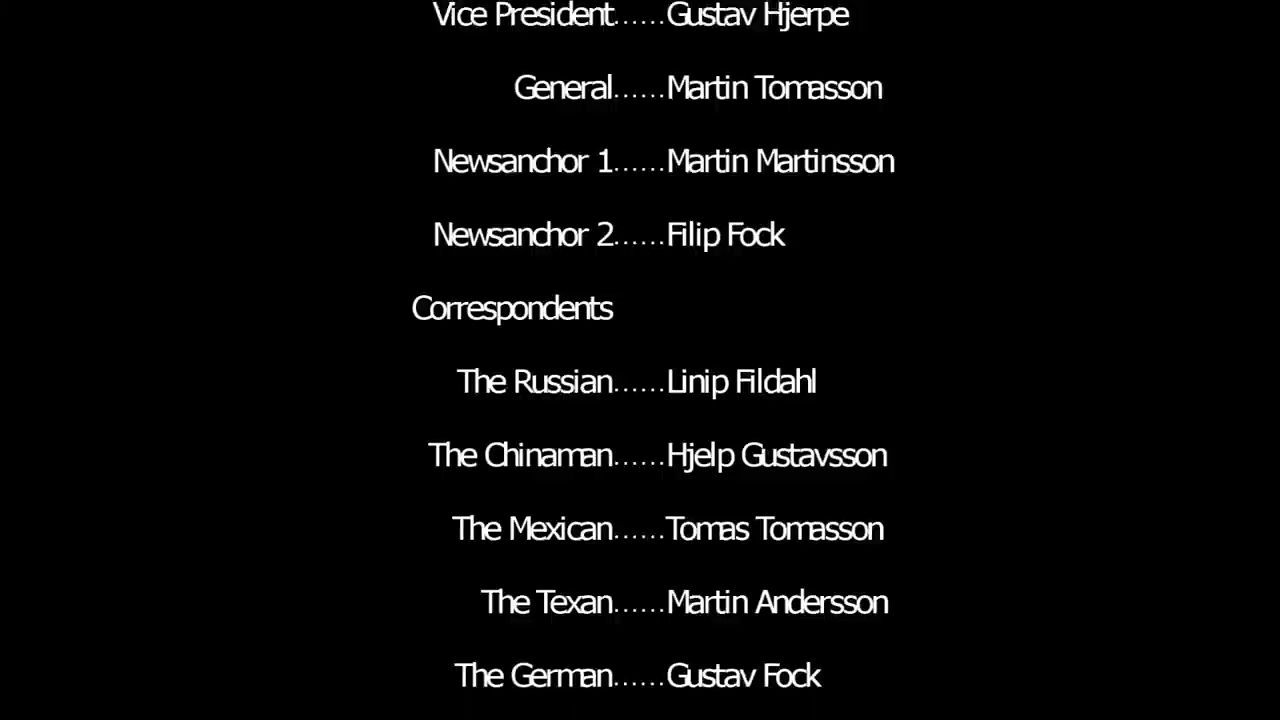 Vice President......Gustav Hjerpe
General......Martin Tomasson
Newsanchor 1......Martin Martinsson
Newsanchor 2......Filip Fock
Correspondents
The Russian......Linip Fildahl
The Chinaman......Hjelp Gustavsson
The Mexican......Tomas Tomasson
The Texan......Martin Andersson
The German......Gustav Fock